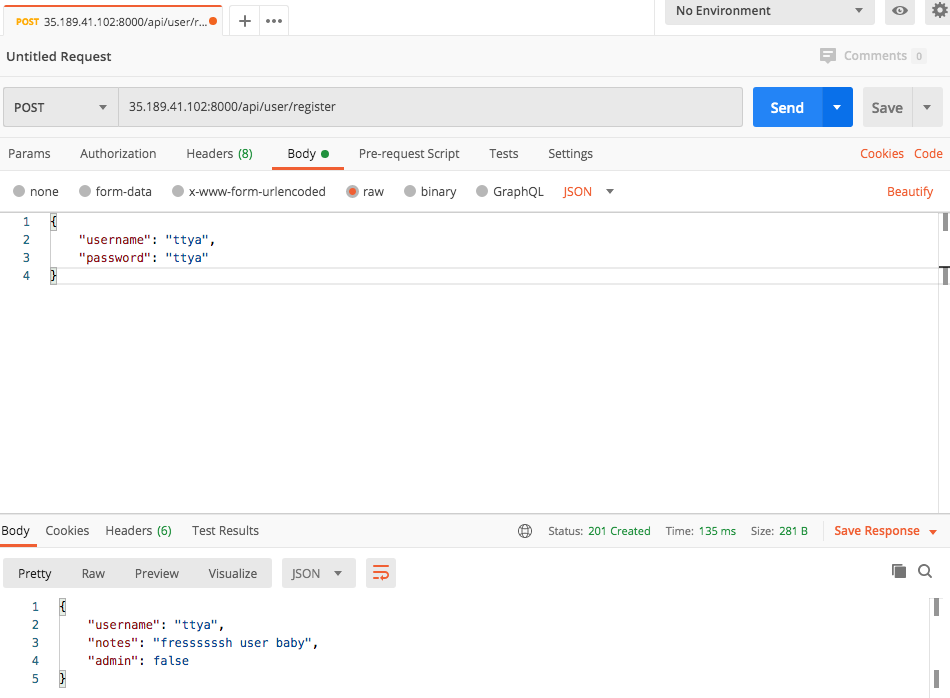 POST 35.189.41.102:8000/api/user/r... + ••• No Environment
Untitled Request Comments 0
POST 35.189.41.102:8000/api/user/register Send Save
Params Authorization Headers (8) Body Pre-request Script Tests Settings Cookies Code
none form-data x-www-form-urlencoded raw binary GraphQL JSON Beautify
1 {
2 "username": "ttya",
3 "password": "ttya"
4 }
Body Cookies Headers (6) Test Results Status: 201 Created Time: 135 ms Size: 281 B Save Response
Pretty Raw Preview Visualize JSON
1 {
2 "username": "ttya",
3 "notes": "fressssssh user baby",
4 "admin": false
5 }